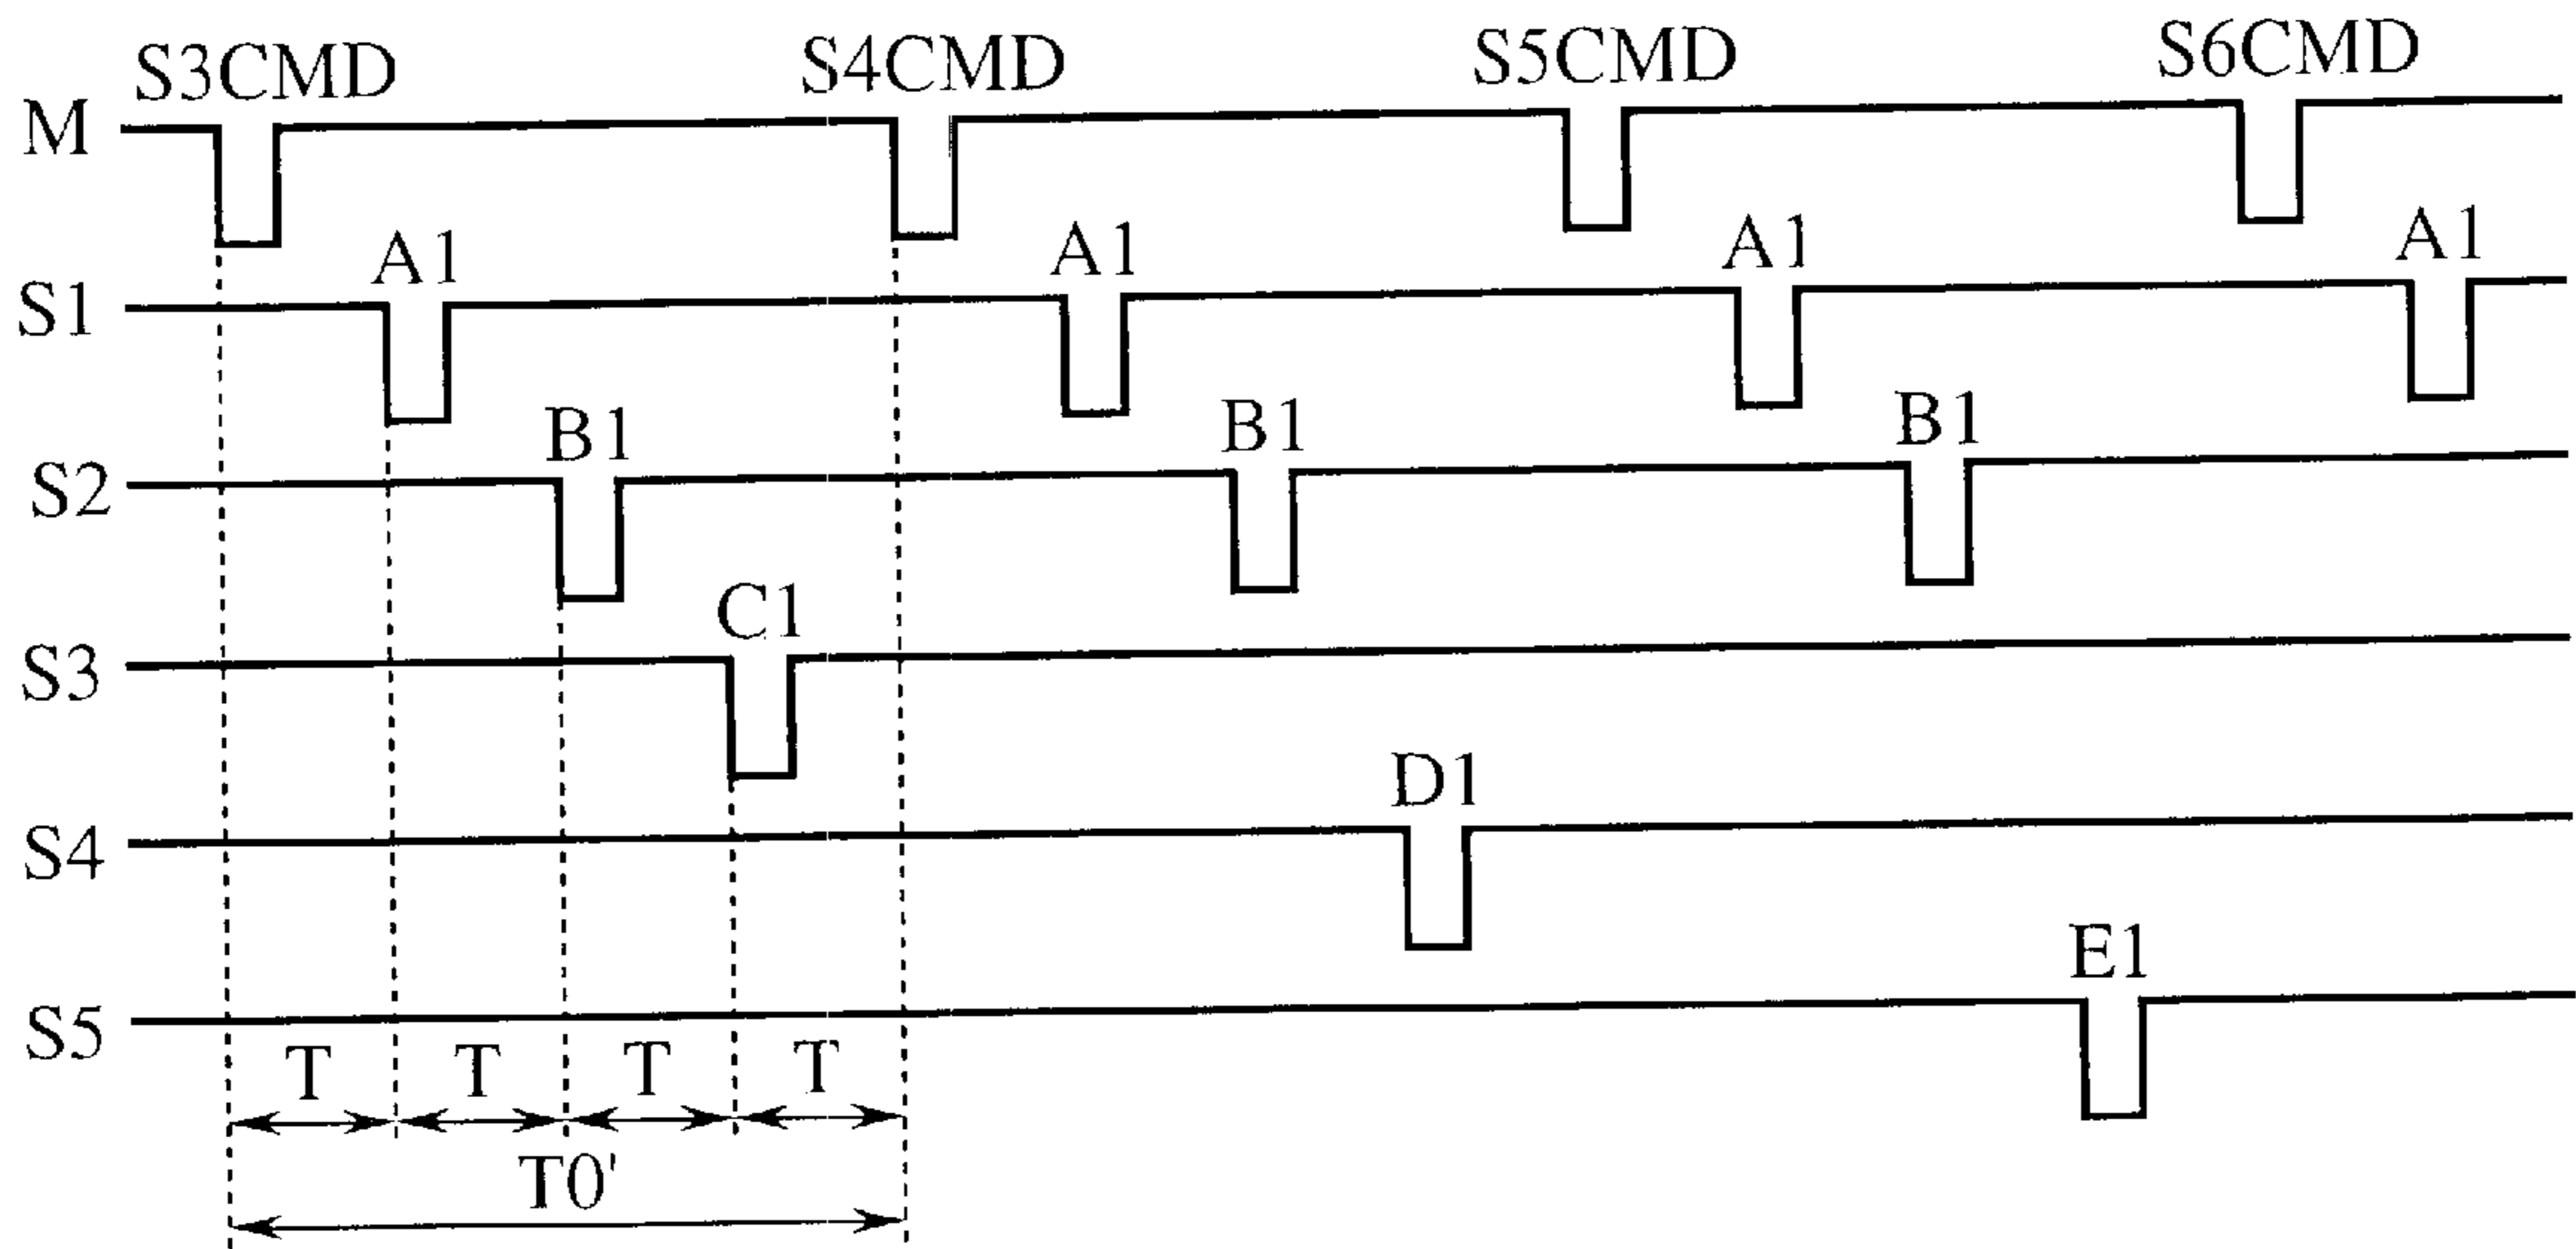 S3CMD S4CMD S5CMD S6CMD
M
A1 A1 A1 A1
S1
B1 B1 B1
S2
C1
S3
D1
S4
E1
S5
T T T T
T0'